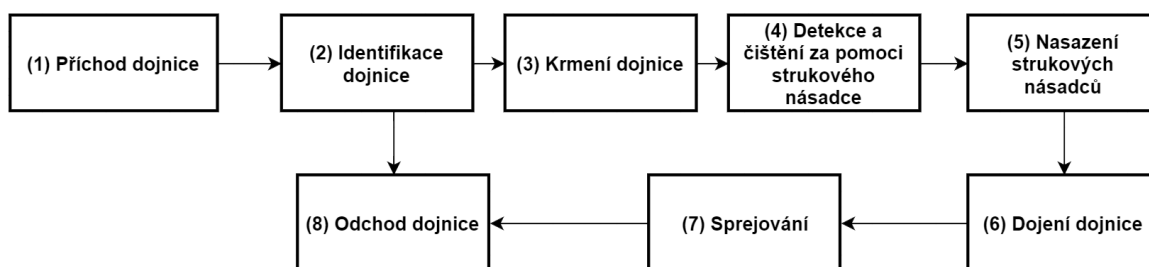 (1) Příchod dojnice
(2) Identifikace
dojnice
(3) Krmení dojnice
(4) Detekce a
čištění za pomoci
strukového
násadce
(5) Nasazení
strukových
násadců
(6) Dojení dojnice
(7) Sprejování
(8) Odchod dojnice